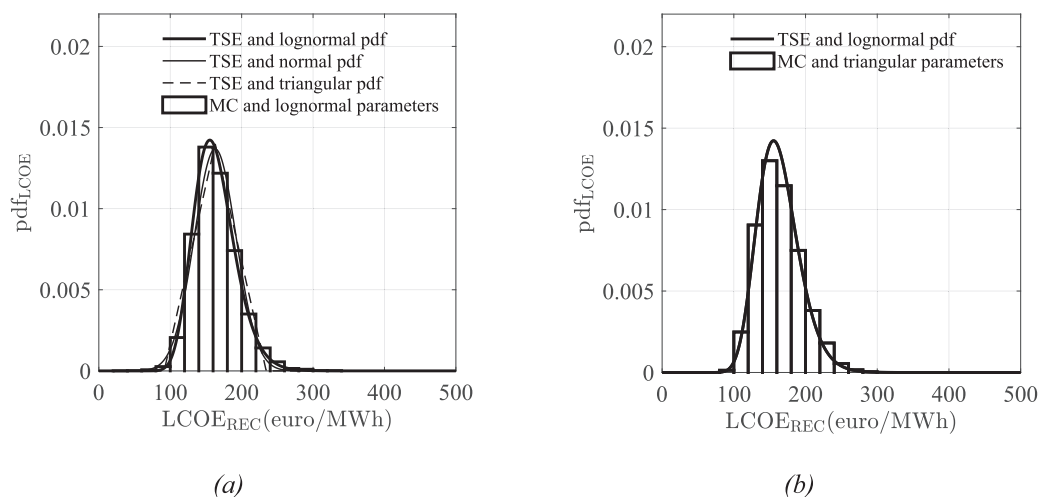 0.02
0.015
0.01
0.005
0
pdf_LCOE
TSE and lognormal pdf
TSE and normal pdf
TSE and triangular pdf
MC and lognormal parameters
0 100 200 300 400 500
LCOE_REC(euro/MWh)
(a)
0.02
0.015
0.01
0.005
0
pdf_LCOE
TSE and lognormal pdf
MC and triangular parameters
0 100 200 300 400 500
LCOE_REC(euro/MWh)
(b)